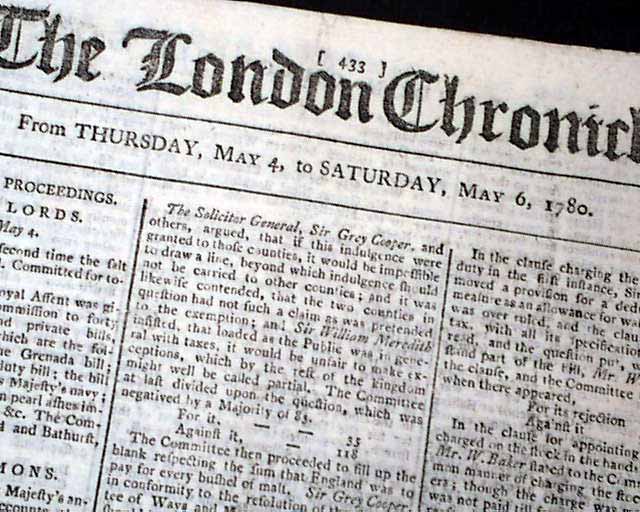 [ 433 ]
The London Chronicl
From THURSDAY, MAY 4, to SATURDAY, MAY 6, 1780.
PROCEEDINGS.
LORDS.
May 4.
second time the salt
Committed for to-
oyal Assent was gi-
ommission to forty
nd private bills,
hich are the fol-
e Grenada bill;
duty bill; the bill
s Majesty's navy;
n pearl ashes im-
&c. The Com-
and Bathurst,
MONS.
Majesty's an-
accounts
The Solicitor General, Sir Grey Cooper, and
others, argued, that if this indulgence were
granted to those counties, it would be impossible
to draw a line, beyond which indulgence should
not be carried to other counties; and it was
likewise contended, that the two counties in
question had not such a claim as was pretended
to the exemption; and Sir William Meredith
insisted, that loaded as the Public was in gene-
ral with taxes, it would be unfair to make ex-
ceptions, which by the rest of the kingdom
might well be called partial. The Committee
at last divided upon the question, which was
negatived by a Majority of 83.
For it, — — 35
Against it, — 118
The Committee then proceeded to fill up the
blank respecting the sum that England was to
pay for every bushel of malt. Sir Grey Cooper,
in conformity to the resolution of the
tee of Ways and M
In the clause charging the
duty in the first instance, Sir
moved a provision for a ded
measure as an allowance for wa
was over ruled, and the clau
tax, with all its specification
read, and the question put, w
stand part of the bill, Mr. W
the clause, and the Committee
when there appeared,
For its rejection
Against it
In the clause for appointing
charged on the stock in the hands
Mr. W. Baker stated to the Com
mon manner of charging the stoc
ers; though the charge was
was not paid till